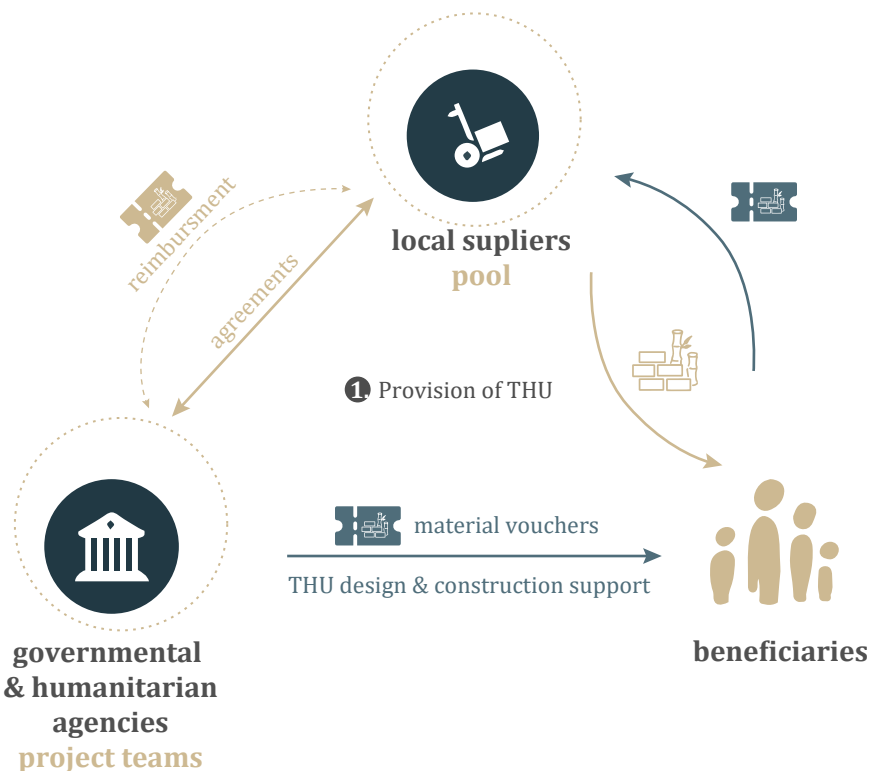 reimbursment
agreements
local supliers
pool
1. Provision of THU
material vouchers
THU design & construction support
governmental
& humanitarian
agencies
project teams
beneficiaries